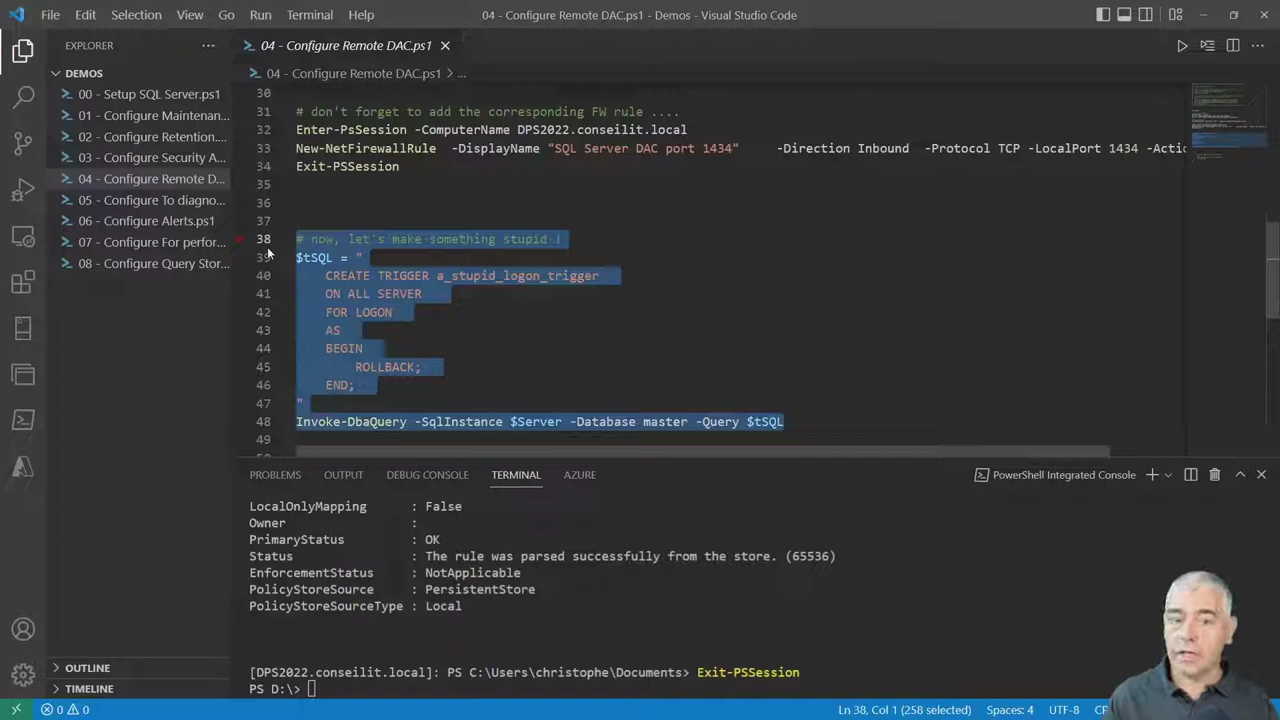 File Edit Selection View Go Run Terminal Help
04 - Configure Remote DAC.ps1 - Demos - Visual Studio Code
EXPLORER
DEMOS
00 - Setup SQL Server.ps1
01 - Configure Maintenan...
02 - Configure Retention...
03 - Configure Security A...
04 - Configure Remote D...
05 - Configure To diagno...
06 - Configure Alerts.ps1
07 - Configure For perfor...
08 - Configure Query Stor...
OUTLINE
TIMELINE
04 - Configure Remote DAC.ps1
04 - Configure Remote DAC.ps1 > ...
30
31 # don't forget to add the corresponding FW rule ....
32 Enter-PsSession -ComputerName DPS2022.conseilit.local
33 New-NetFirewallRule -DisplayName "SQL Server DAC port 1434" -Direction Inbound -Protocol TCP -LocalPort 1434 -Actio
34 Exit-PSSession
35
36
37
38 # now, let's make something stupid !
39 $tSQL = "
40 CREATE TRIGGER a_stupid_logon_trigger
41 ON ALL SERVER
42 FOR LOGON
43 AS
44 BEGIN
45 ROLLBACK;
46 END;
47 "
48 Invoke-DbaQuery -SqlInstance $Server -Database master -Query $tSQL
49
PROBLEMS OUTPUT DEBUG CONSOLE TERMINAL AZURE
PowerShell Integrated Console
LocalOnlyMapping : False
Owner :
PrimaryStatus : OK
Status : The rule was parsed successfully from the store. (65536)
EnforcementStatus : NotApplicable
PolicyStoreSource : PersistentStore
PolicyStoreSourceType : Local
[DPS2022.conseilit.local]: PS C:\Users\christophe\Documents> Exit-PSSession
PS D:\>
0 0
Ln 38, Col 1 (258 selected) Spaces: 4 UTF-8